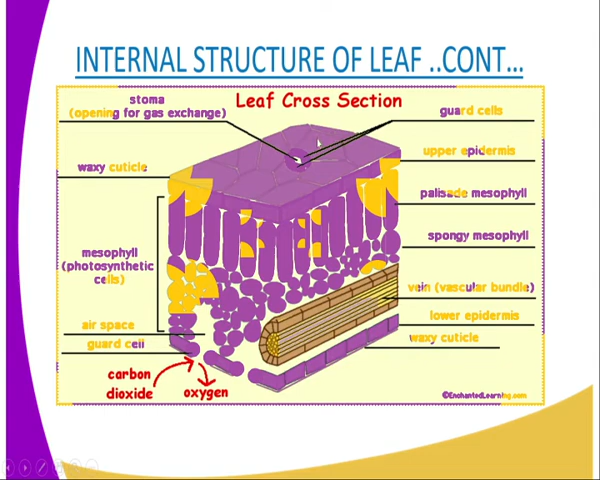 INTERNAL STRUCTURE OF LEAF ..CONT...
Leaf Cross Section
stoma
(opening for gas exchange)
guard cells
upper epidermis
waxy cuticle
palisade mesophyll
spongy mesophyll
mesophyll
(photosynthetic
cells)
vein (vascular bundle)
lower epidermis
air space
guard cell
waxy cuticle
carbon
dioxide
oxygen
©EnchantedLearning.com